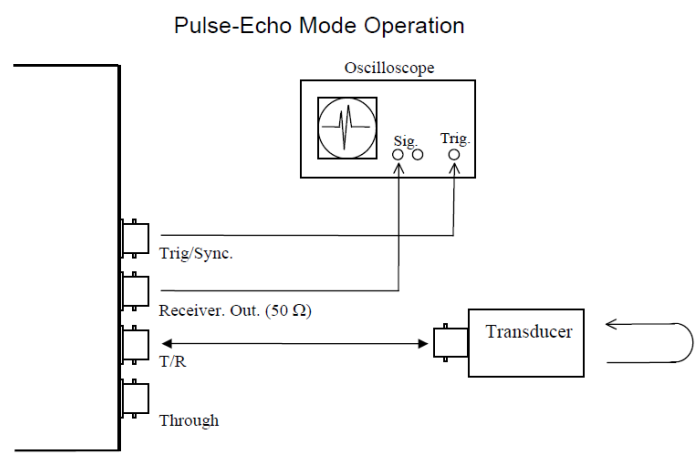 Pulse-Echo Mode Operation
Oscilloscope
Sig.
Trig.
Trig/Sync.
Receiver. Out. (50 Ω)
Transducer
T/R
Through